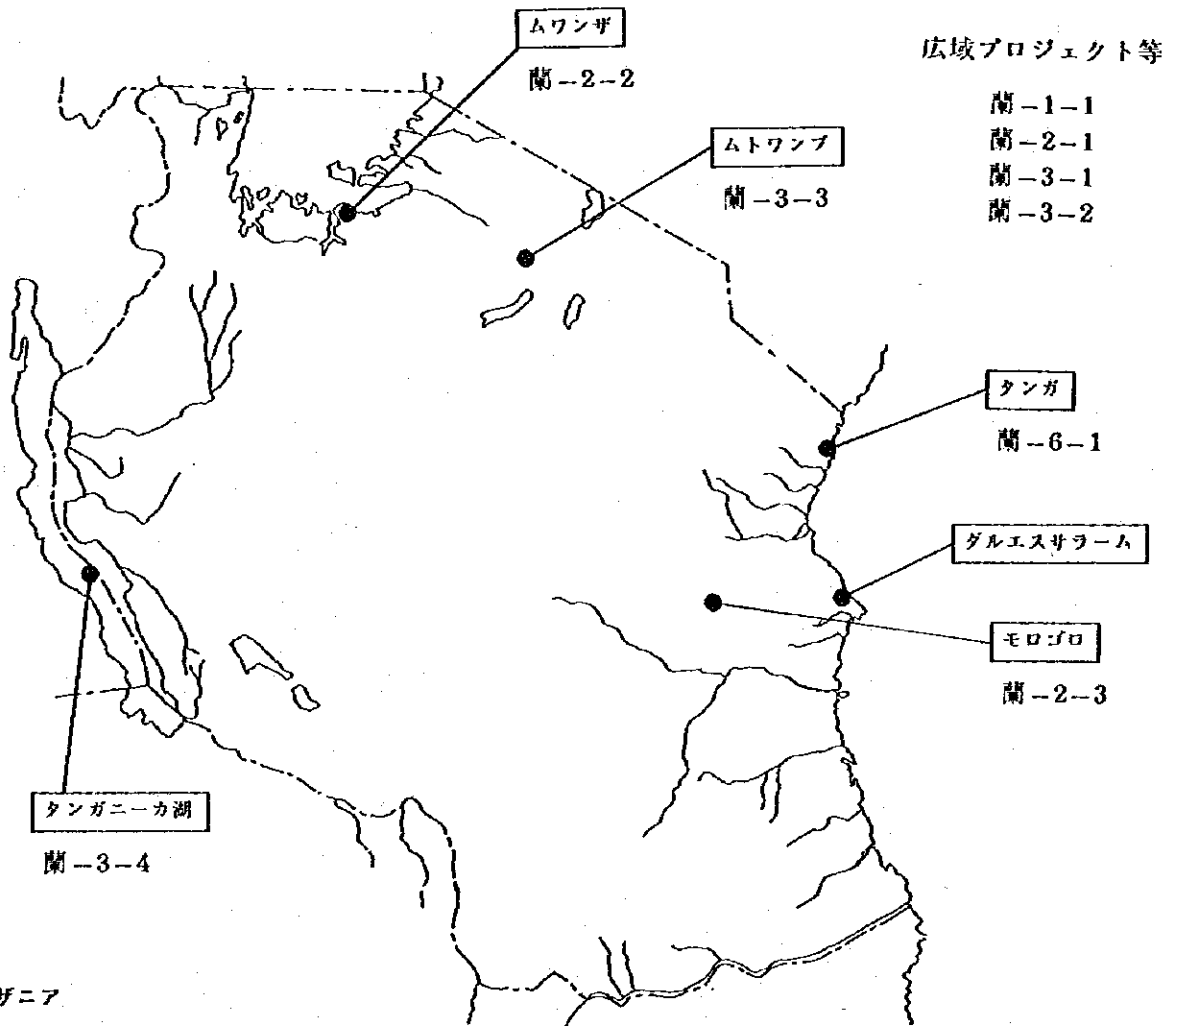 ムワンザ
蘭-2-2
広域プロジェクト等
蘭-1-1
蘭-2-1
蘭-3-1
蘭-3-2
ムトワンブ
蘭-3-3
タンガ
蘭-6-1
ダルエスサラーム
モロゴロ
蘭-2-3
タンガニーカ湖
蘭-3-4
ザニア